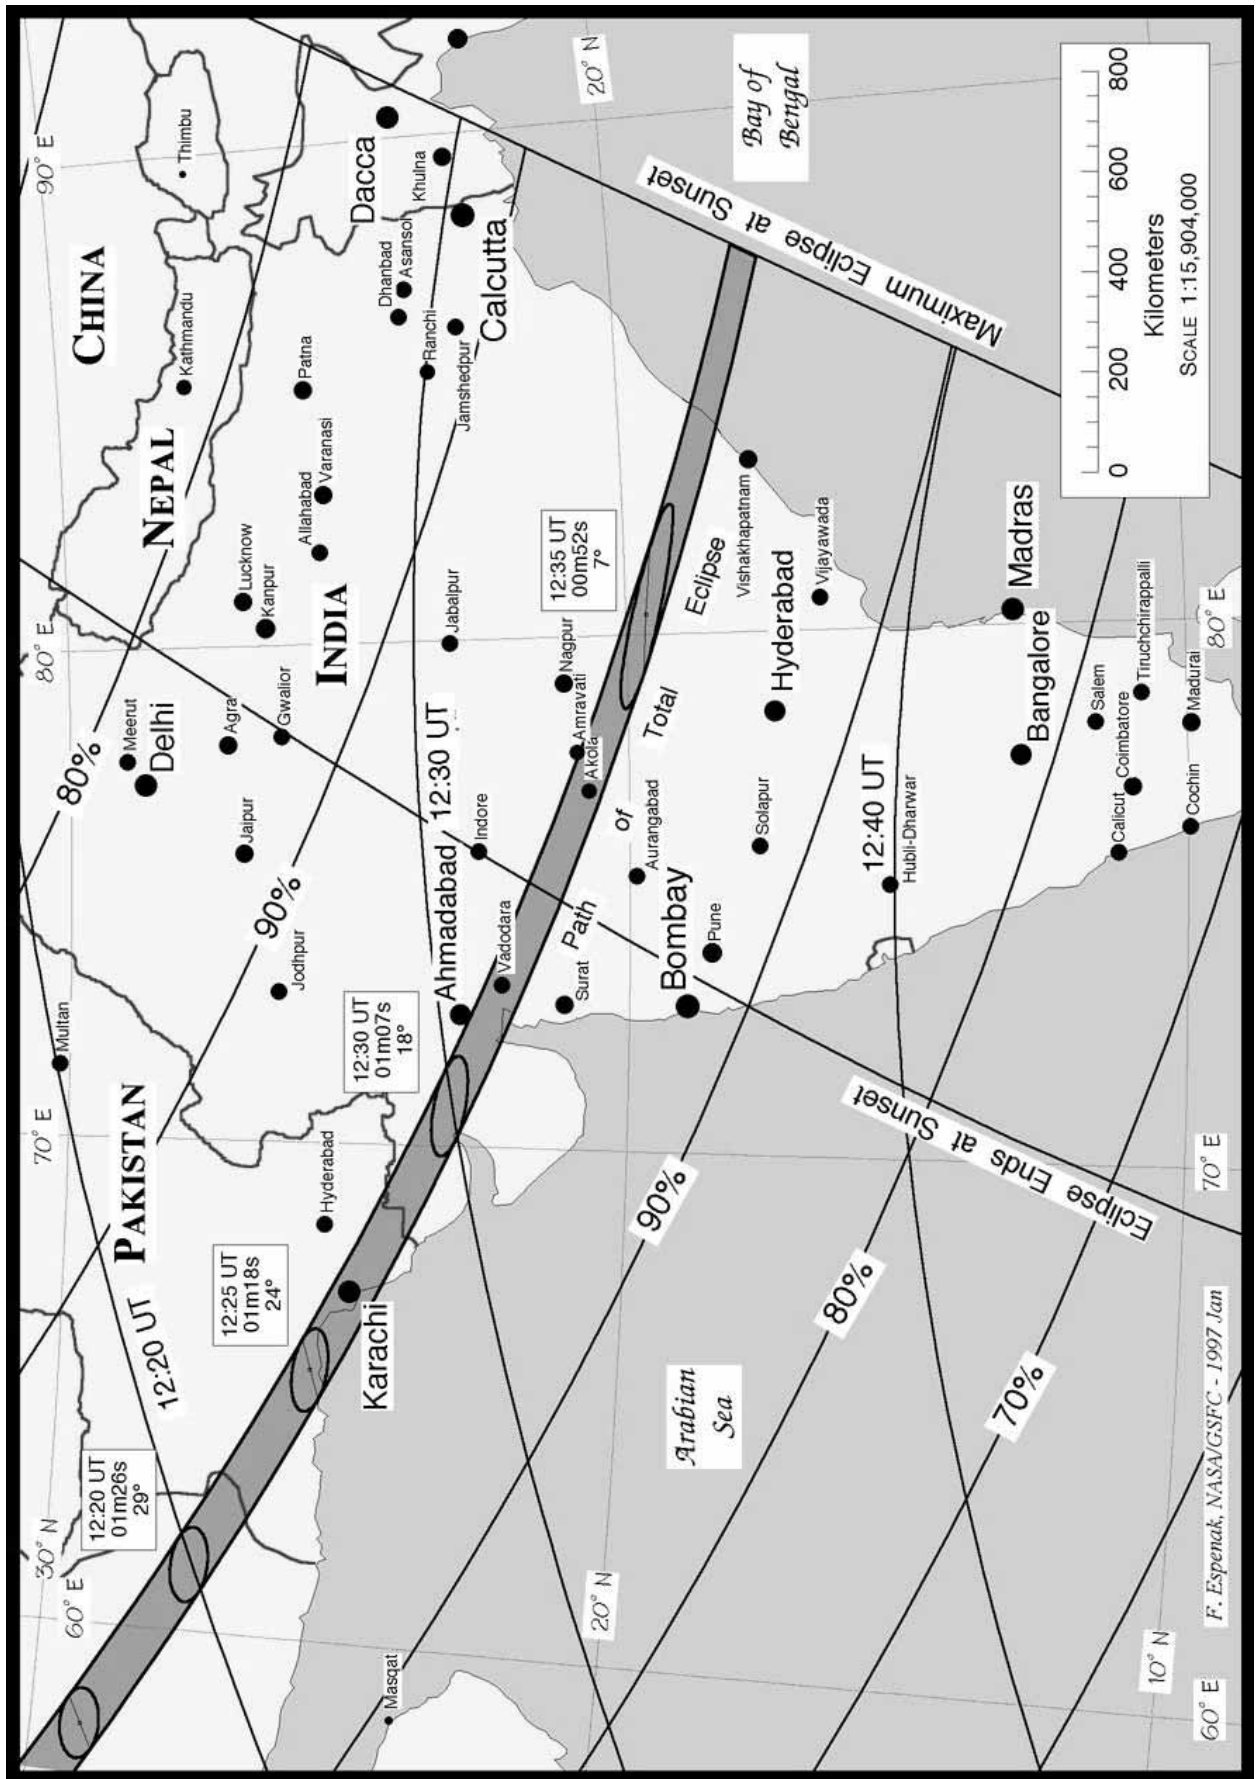 30° N
60° E
12:20 UT
01m26s
29°
12:20 UT
PAKISTAN
70° E
Multan
80%
80° E
CHINA
90° E
Thimbu
Kathmandu
NEPAL
Meerut
Delhi
Agra
Gwalior
Jaipur
Jodhpur
90%
Lucknow
Kanpur
Allahabad
Varanasi
Patna
INDIA
Dacca
Khulna
Dhanbad
Asansol
Ranchi
Jamshedpur
Calcutta
12:25 UT
01m18s
24°
Hyderabad
Karachi
12:30 UT
01m07s
18°
Ahmadabad
12:30 UT
Indore
Jabalpur
Vadodara
Surat
Nagpur
Amravati
Akola
12:35 UT
00m52s
7°
Path of Total Eclipse
Aurangabad
Bombay
Pune
Solapur
Hyderabad
Vishakhapatnam
Vijayawada
Masqat
20° N
20° N
Bay of
Bengal
Maximum Eclipse at Sunset
Arabian
Sea
90%
80%
70%
12:40 UT
Hubli-Dharwar
Eclipse Ends at Sunset
Madras
Bangalore
Salem
Coimbatore
Calicut
Tiruchchirappalli
Cochin
Madurai
10° N
60° E
70° E
80° E
0 200 400 600 800
Kilometers
SCALE 1:15,904,000
F. Espenak, NASA/GSFC - 1997 Jan